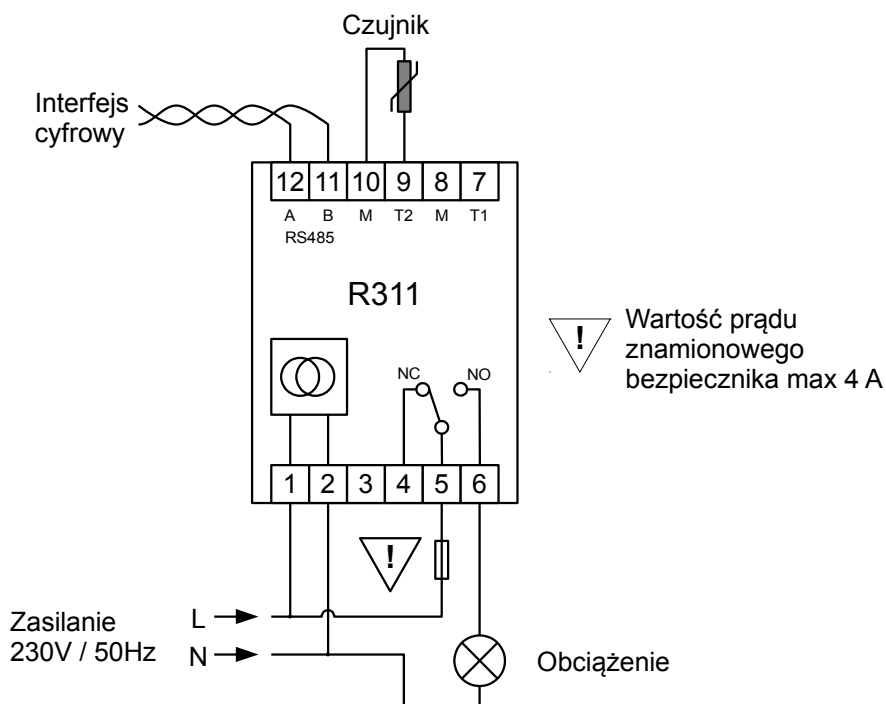 Czujnik
Interfejs
cyfrowy
12 11 10 9 8 7
A B M T2 M T1
RS485
R311
NC NO
! Wartość prądu
znamionowego
bezpiecznika max 4 A
1 2 3 4 5 6
!
Zasilanie L
230V / 50Hz N
Obciążenie